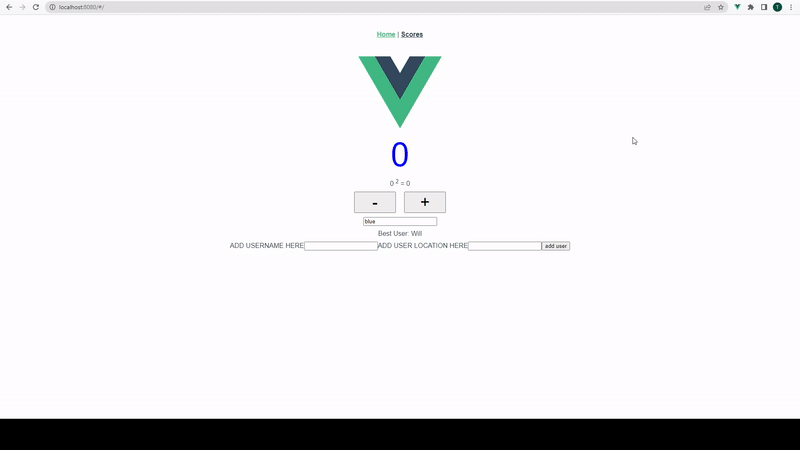 localhost:8080/#/
T
Home | Scores
0
0 2 = 0
- +
blue
Best User: Will
ADD USERNAME HERE ADD USER LOCATION HERE add user